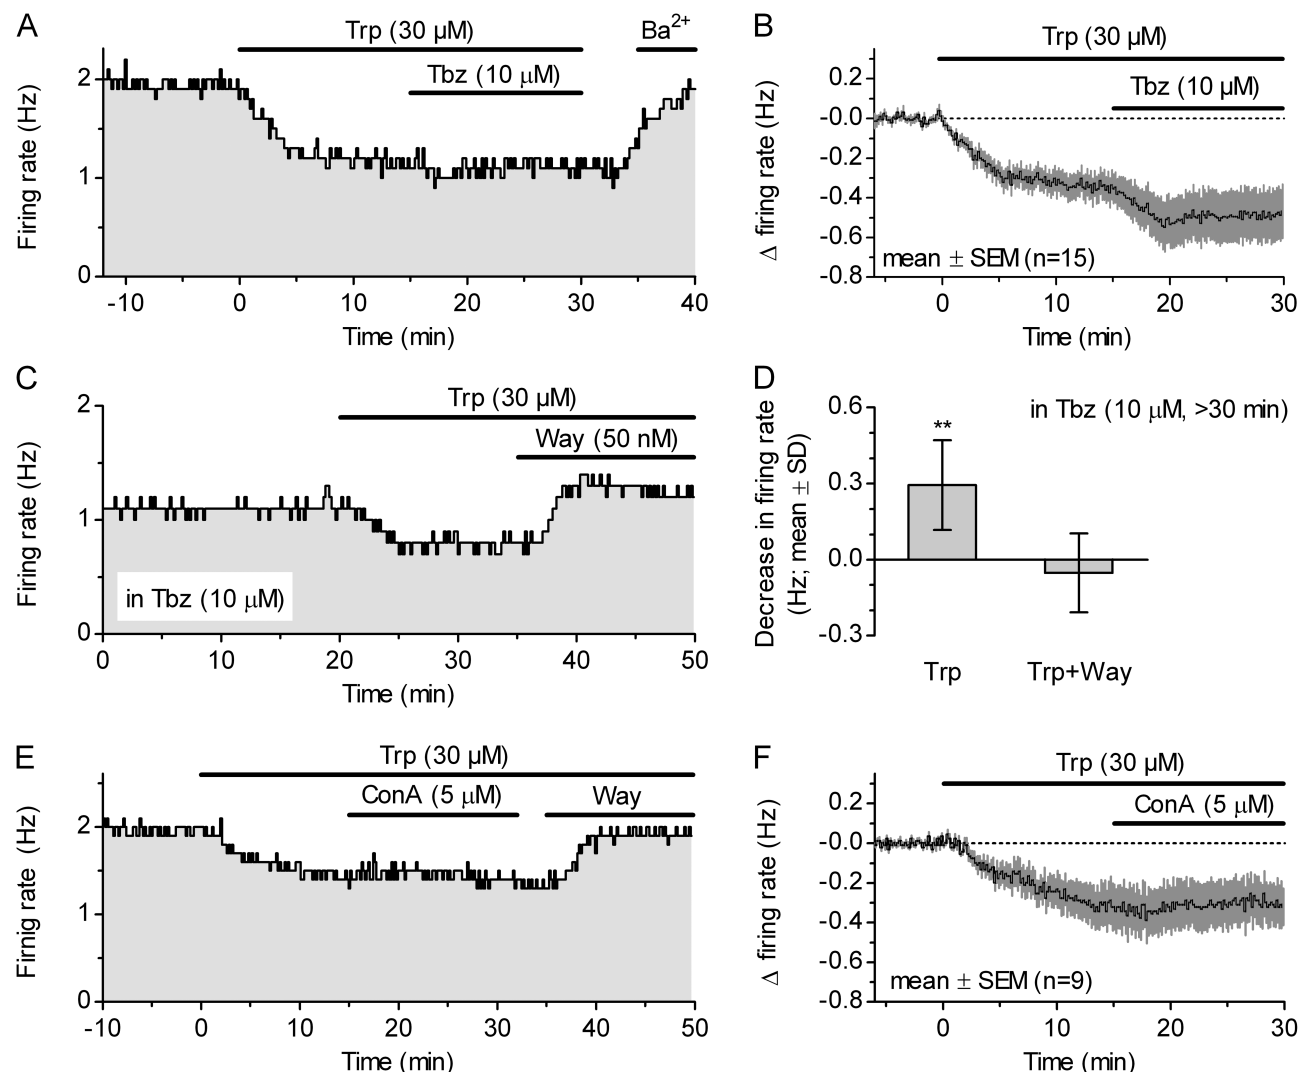 A
Trp (30 µM)
Ba2+
Tbz (10 µM)
Firing rate (Hz)
2
1
0
-10 0 10 20 30 40
Time (min)
B
Trp (30 µM)
Tbz (10 µM)
Δ firing rate (Hz)
0.2
-0.0
-0.2
-0.4
-0.6
-0.8
mean ± SEM (n=15)
0 10 20 30
Time (min)
C
Trp (30 µM)
Way (50 nM)
Firing rate (Hz)
2
1
0
in Tbz (10 µM)
0 10 20 30 40 50
Time (min)
D
in Tbz (10 µM, >30 min)
Decrease in firing rate
(Hz; mean ± SD)
0.6
0.3
0.0
-0.3
**
Trp Trp+Way
E
Trp (30 µM)
ConA (5 µM) Way
Firnig rate (Hz)
2
1
0
-10 0 10 20 30 40 50
Time (min)
F
Trp (30 µM)
ConA (5 µM)
Δ firing rate (Hz)
0.2
-0.0
-0.2
-0.4
-0.6
-0.8
mean ± SEM (n=9)
0 10 20 30
Time (min)